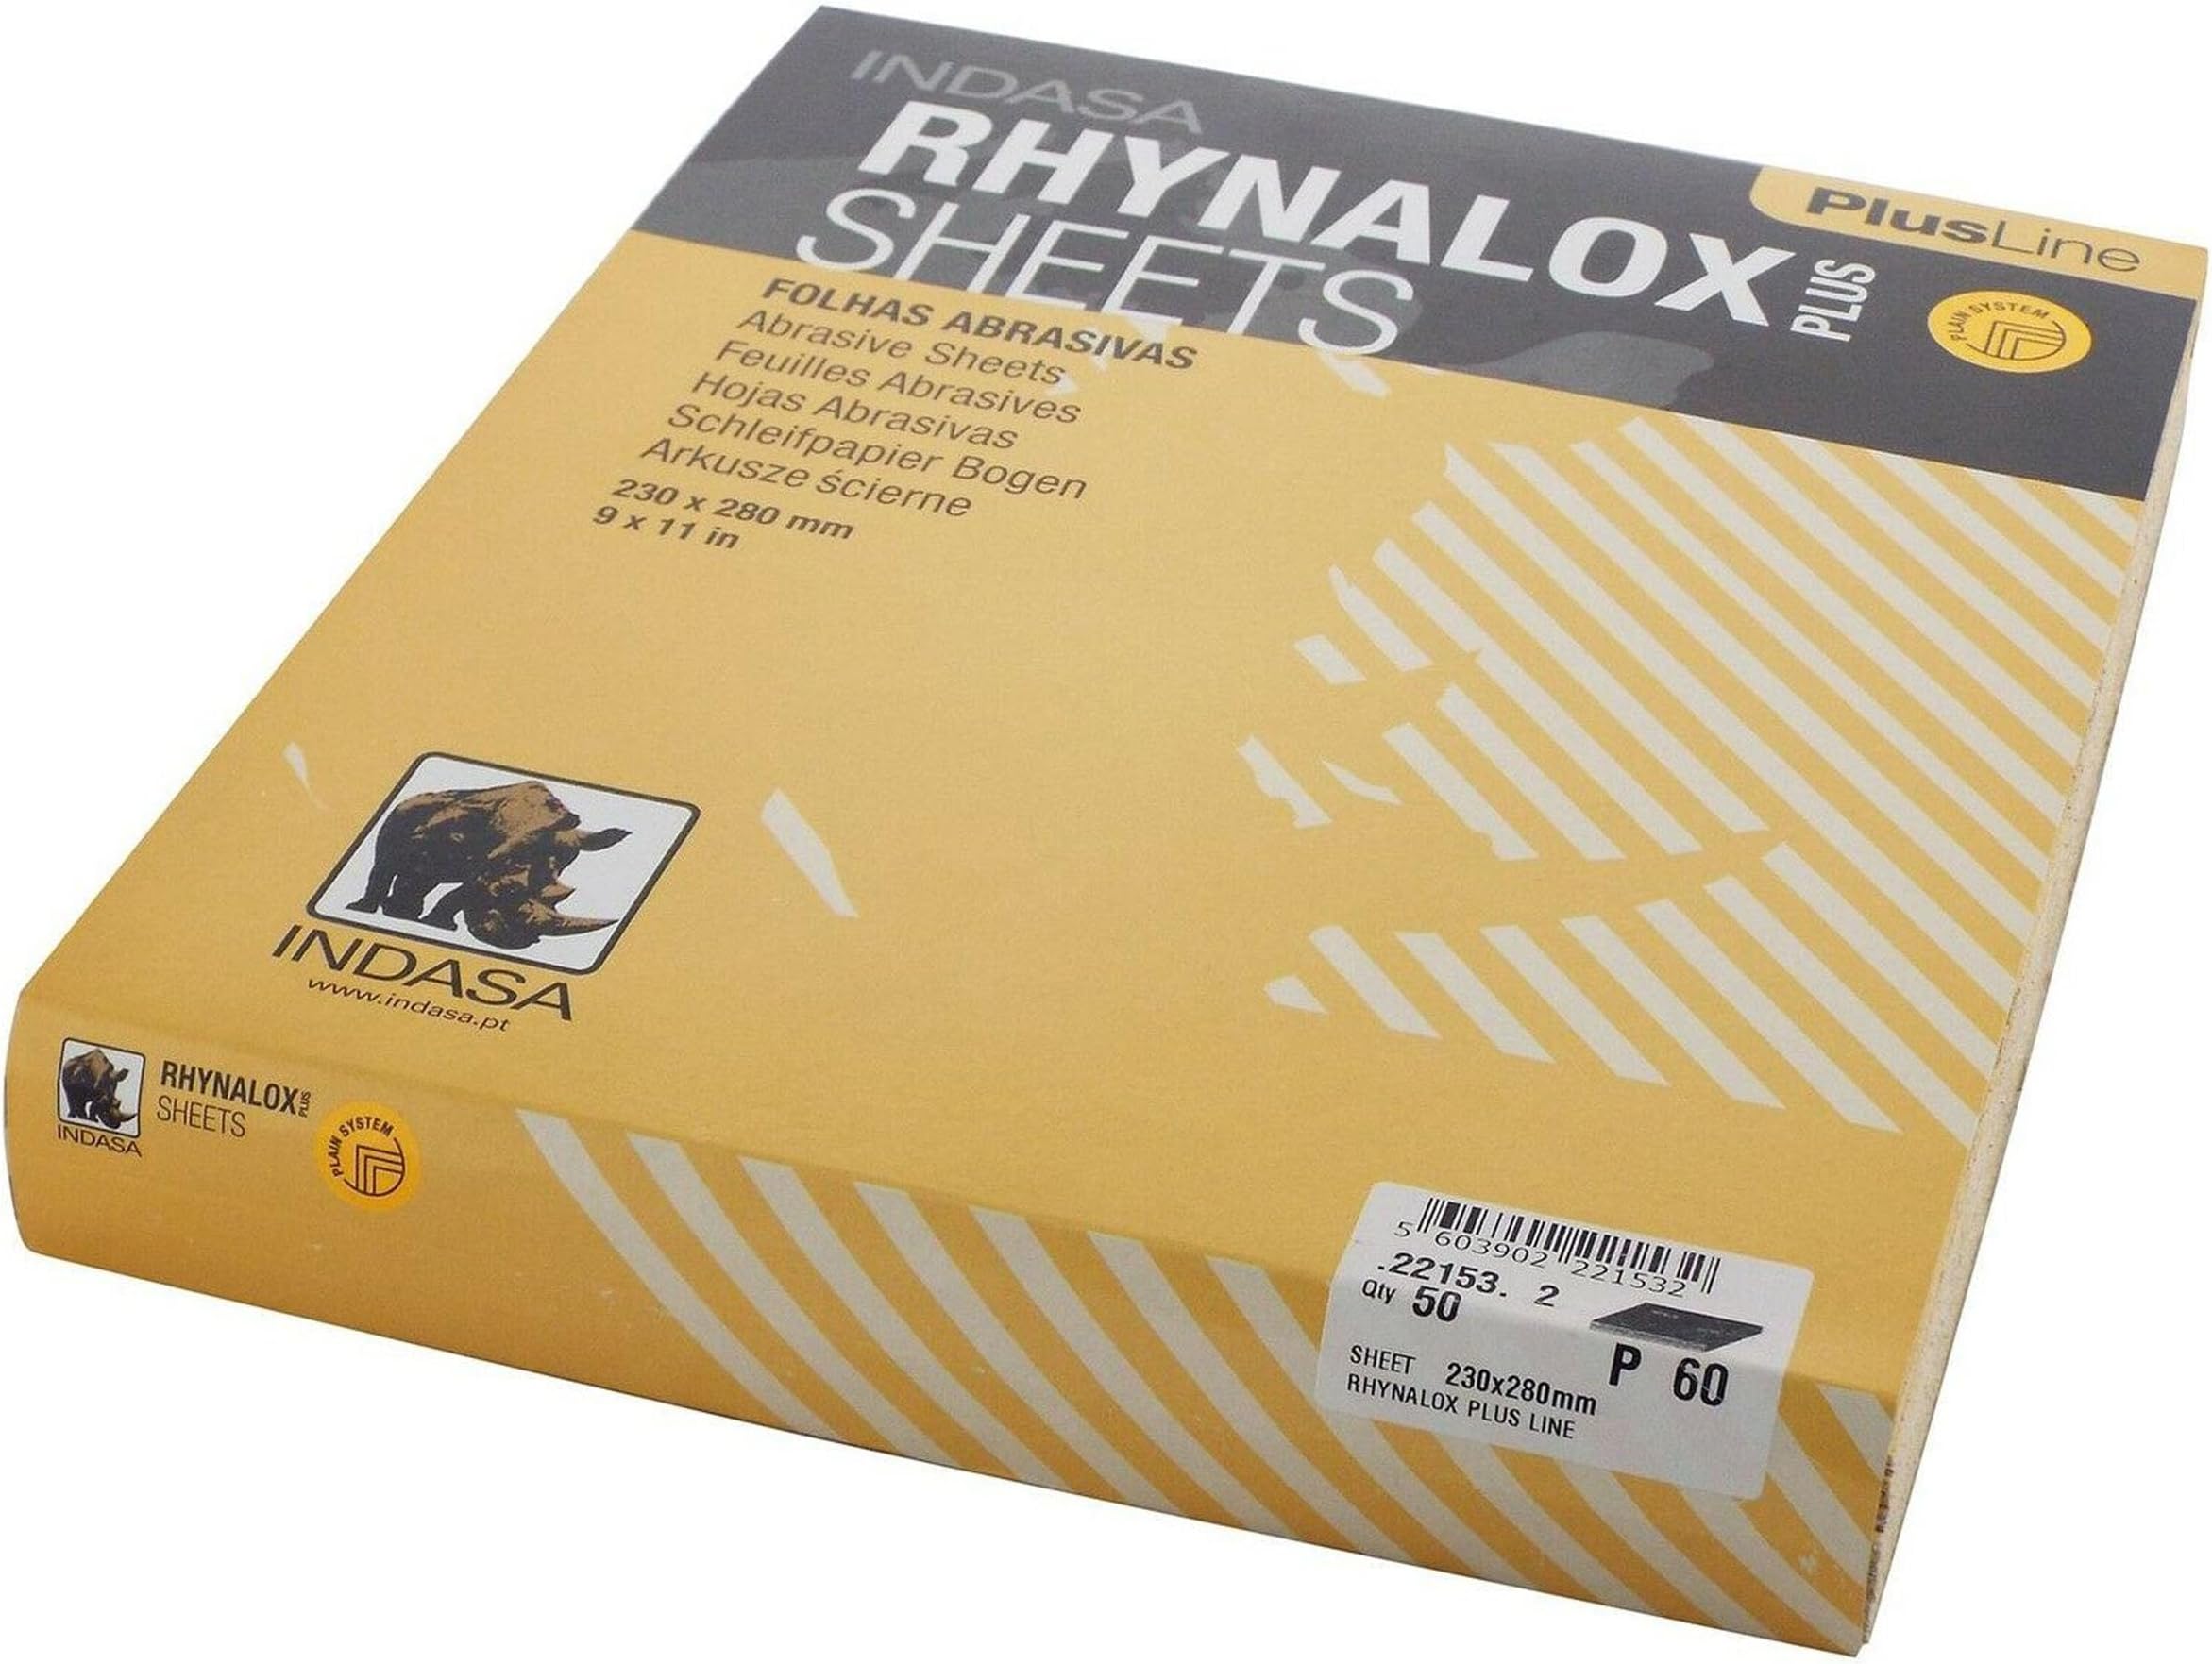 INDASA
RHYNALOX PLUS
SHEETS
PlusLine
PLAIN SYSTEM
FOLHAS ABRASIVAS
Abrasive Sheets
Feuilles Abrasives
Hojas Abrasivas
Schleifpapier Bogen
Arkusze ścierne
230 x 280 mm
9 x 11 in
INDASA
www.indasa.pt
INDASA
RHYNALOX PLUS
SHEETS
PLAIN SYSTEM
5 603902 221532
.22153. 2
Qty 50
P 60
SHEET 230x280mm
RHYNALOX PLUS LINE